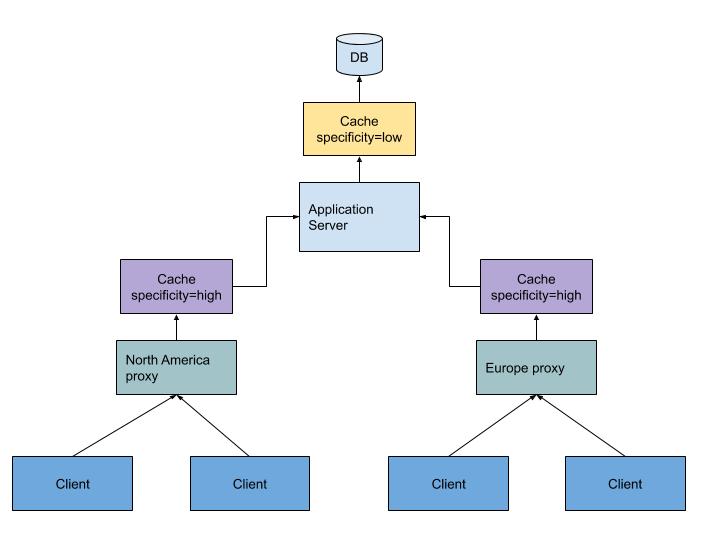 DB
Cache
specificity=low
Application
Server
Cache
specificity=high
Cache
specificity=high
North America
proxy
Europe proxy
Client
Client
Client
Client